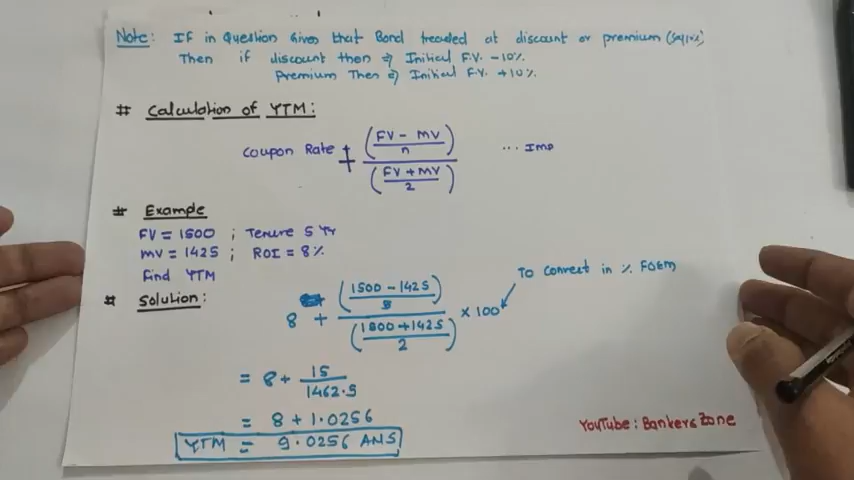 Note: If in Question Given that Bond traded at discount or premium (say 10%)
Then if discount then ⇒ Initial F.V. - 10%.
Premium Then ⇒ Initial F.V. + 10%.
# Calculation of YTM:
Coupon Rate + ((FV - MV)/n) / ((FV + MV)/2) ... Imp
# Example
FV = 1500 ; Tenure 5 Yr
MV = 1425 ; ROI = 8%
Find YTM
# Solution:
8 + ((1500 - 1425)/5) / ((1500 + 1425)/2) × 100
To Convert in % FOEM
= 8 + 15/1462.5
= 8 + 1.0256
YTM = 9.0256 ANS
YouTube: Bankers Zone